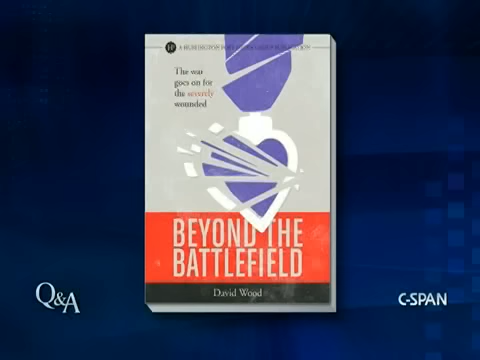 The war
goes on for
the severely
wounded
BEYOND THE
BATTLEFIELD
David Wood
Q&A
C-SPAN